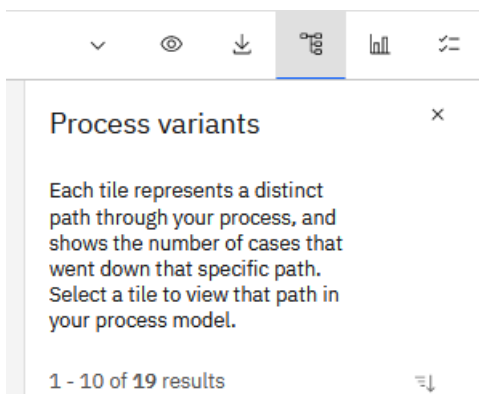 Process variants
Each tile represents a distinct
path through your process, and
shows the number of cases that
went down that specific path.
Select a tile to view that path in
your process model.
1 - 10 of 19 results